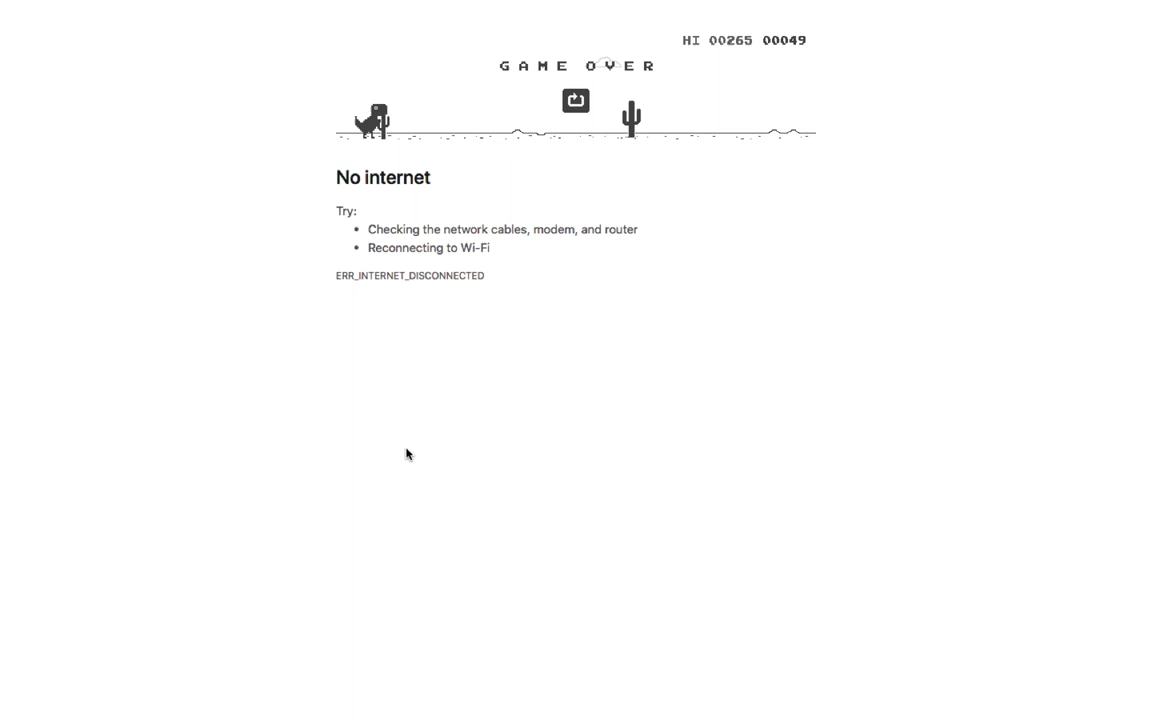 HI 00265 00049
GAME OVER
No internet
Try:
Checking the network cables, modem, and router
Reconnecting to Wi-Fi
ERR_INTERNET_DISCONNECTED